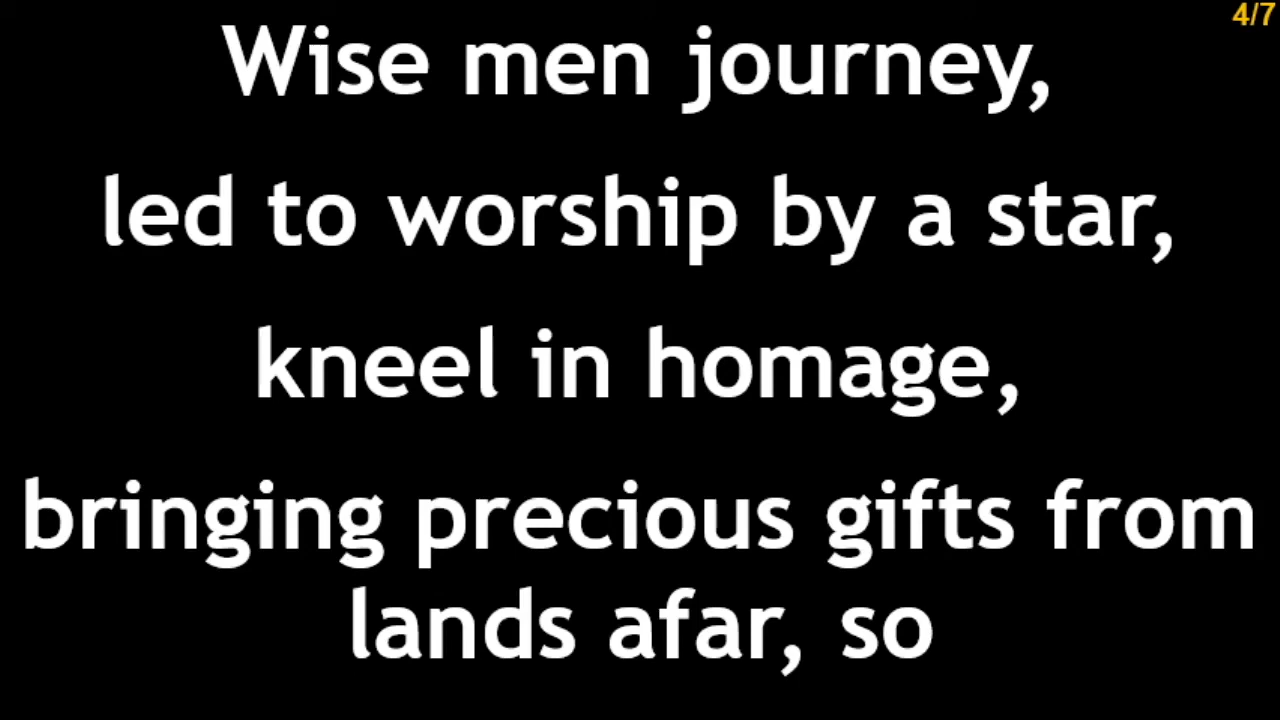 4/7
Wise men journey,
led to worship by a star,
kneel in homage,
bringing precious gifts from
lands afar, so